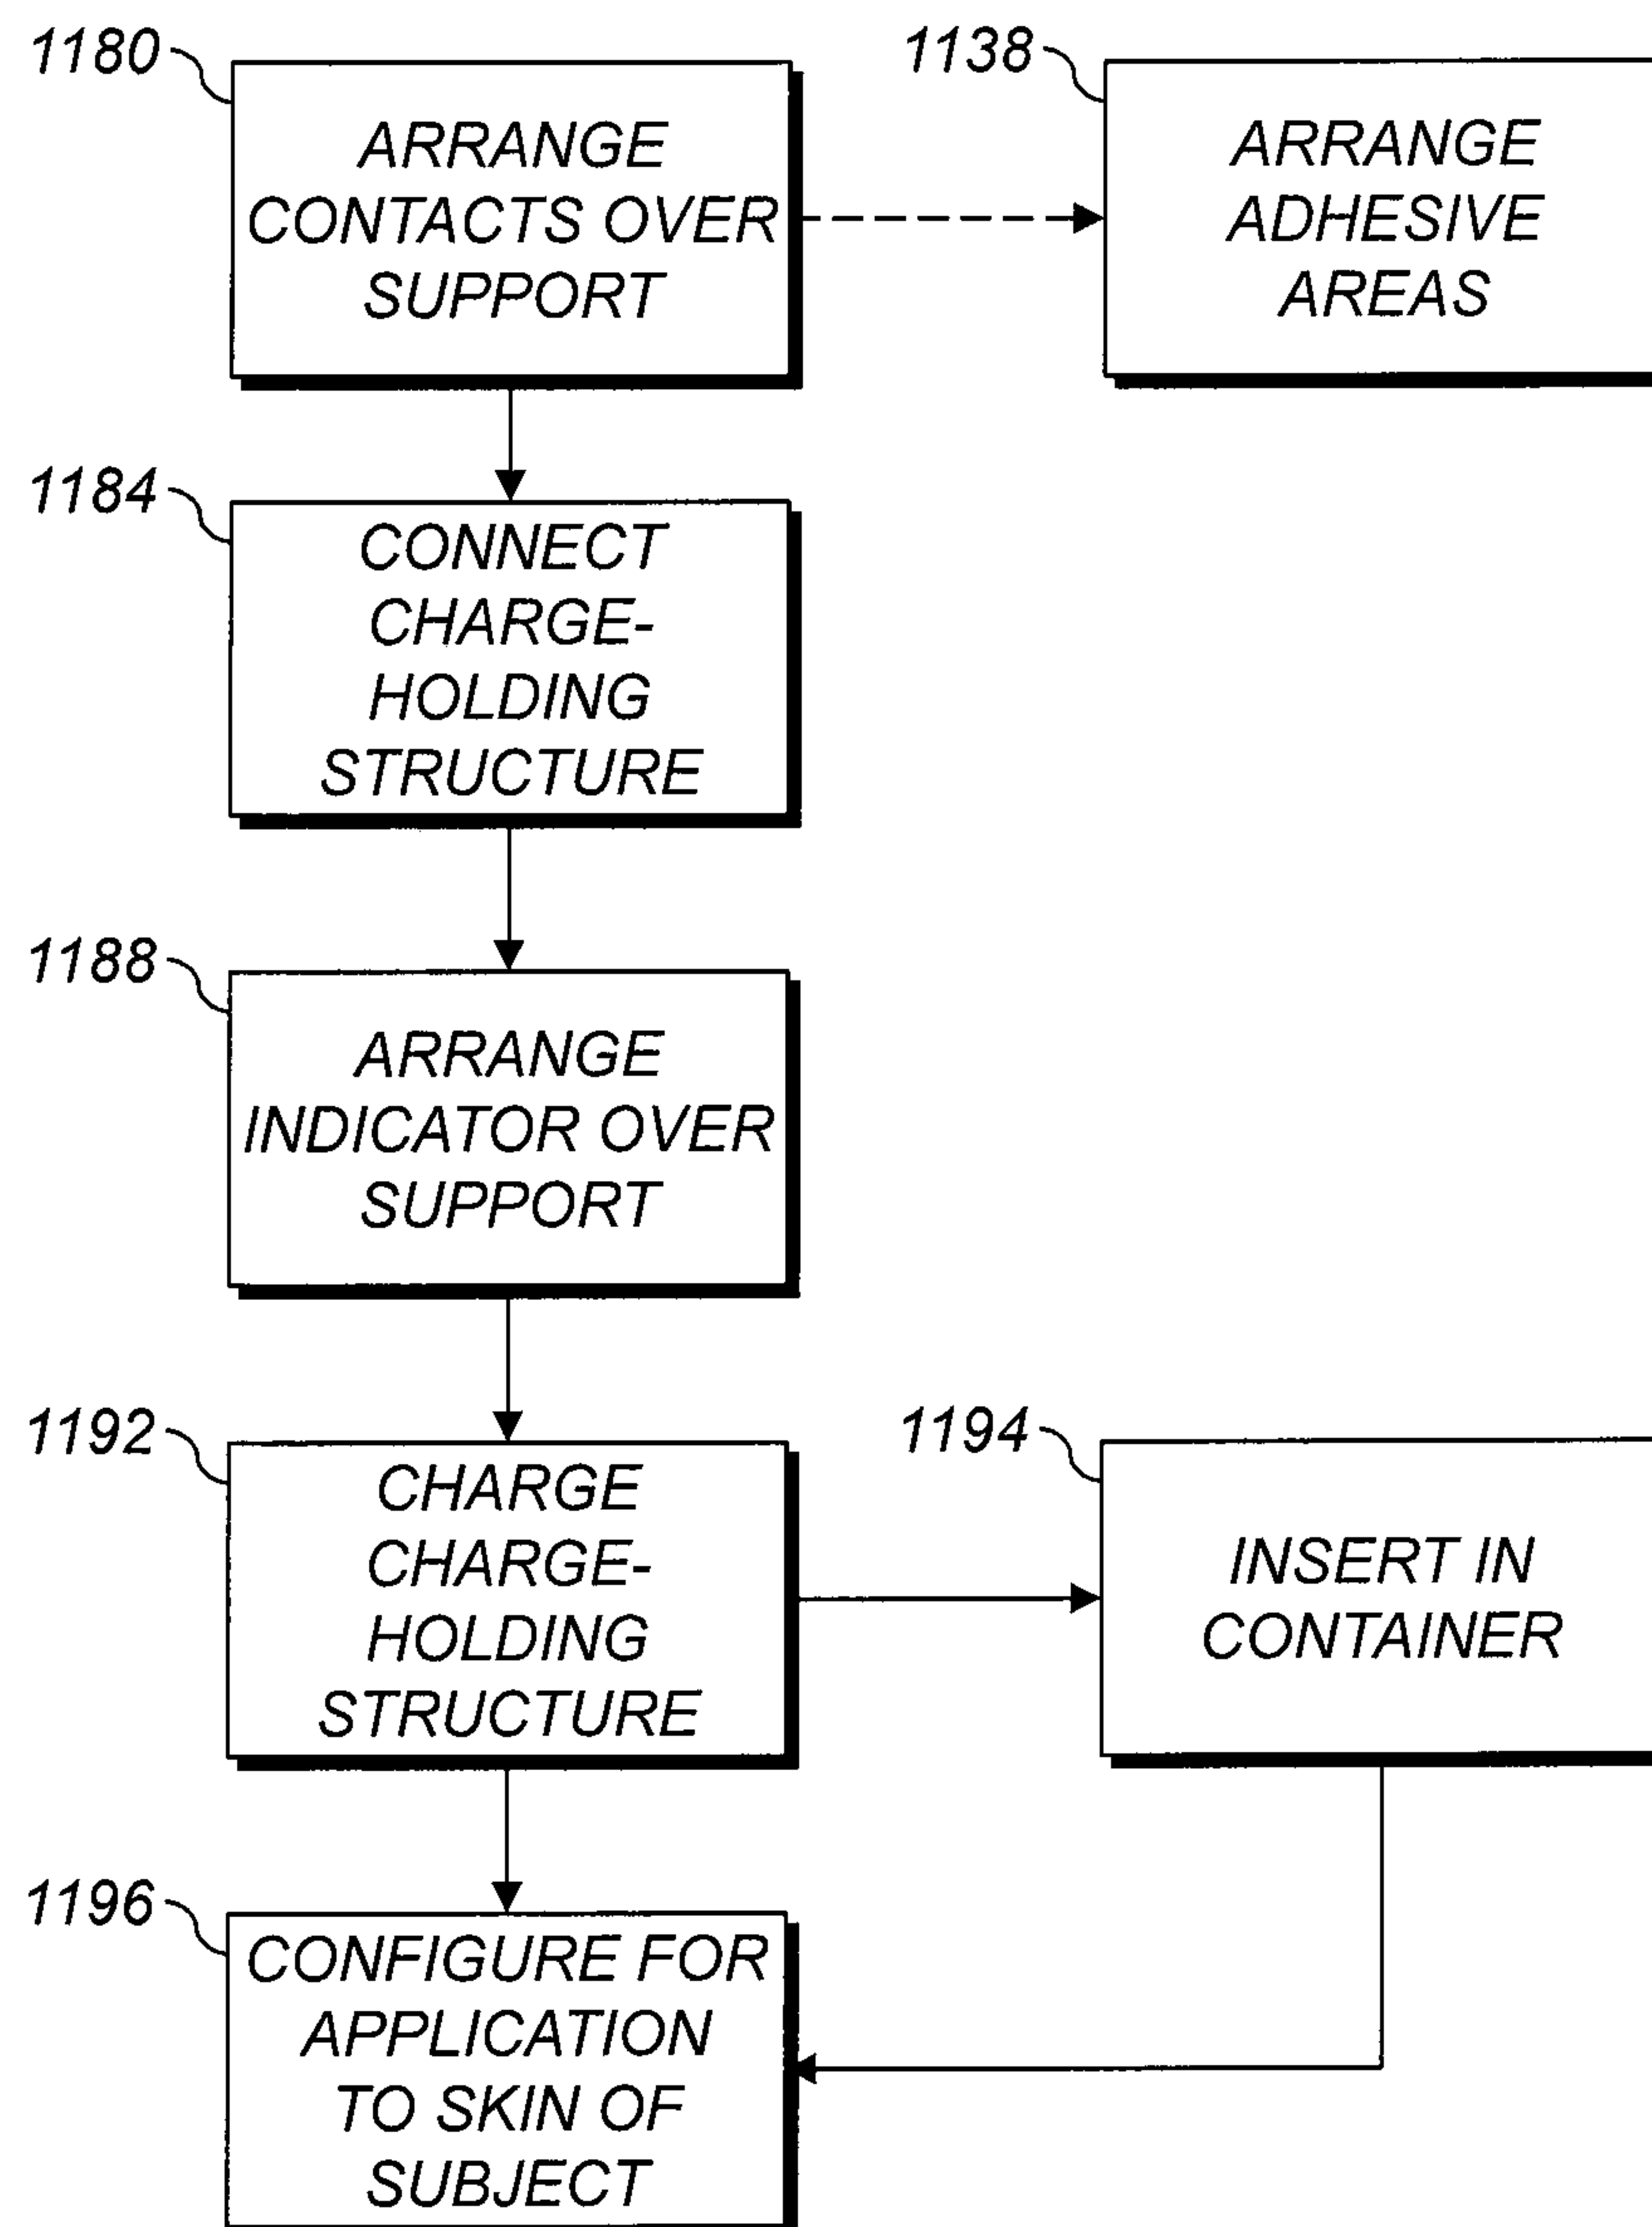 1180
ARRANGE
CONTACTS OVER
SUPPORT
1138
ARRANGE
ADHESIVE
AREAS
1184
CONNECT
CHARGE-
HOLDING
STRUCTURE
1188
ARRANGE
INDICATOR OVER
SUPPORT
1192
CHARGE
CHARGE-
HOLDING
STRUCTURE
1194
INSERT IN
CONTAINER
1196
CONFIGURE FOR
APPLICATION
TO SKIN OF
SUBJECT